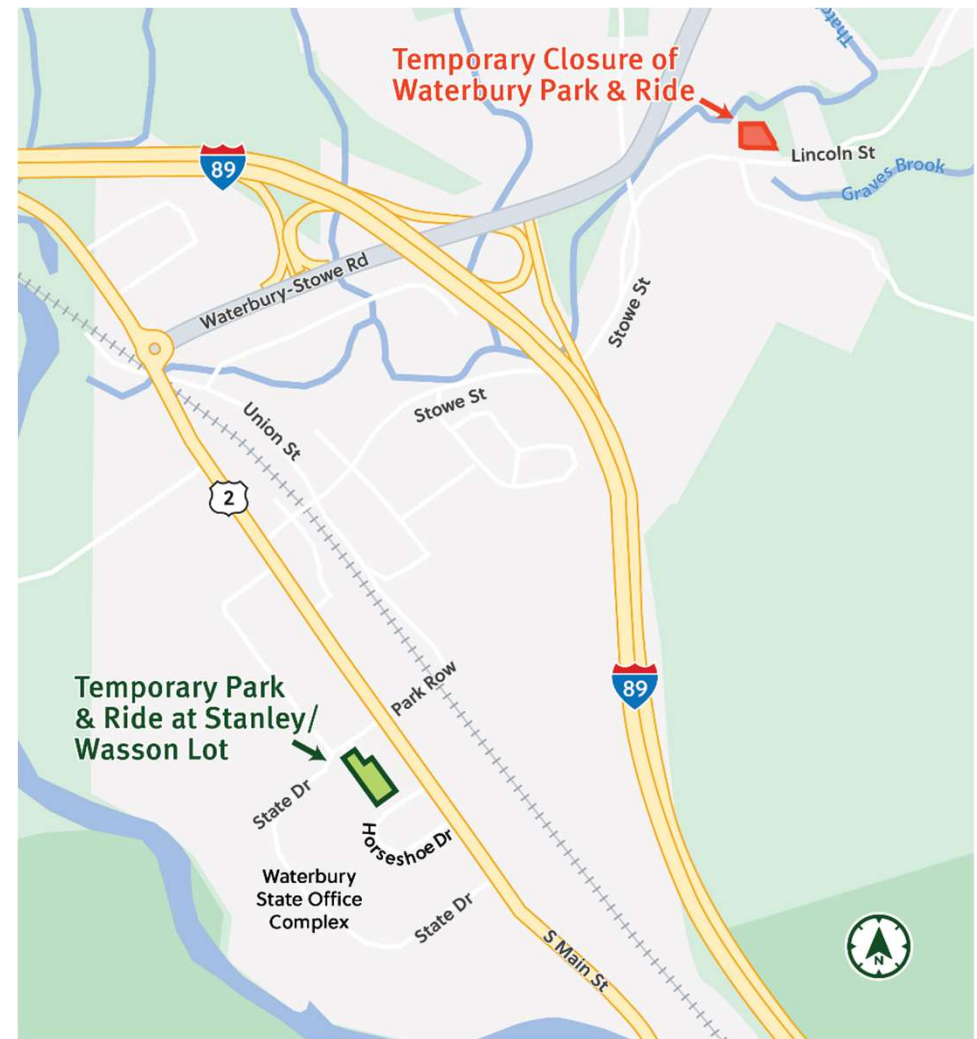 Temporary Closure of
Waterbury Park & Ride
Lincoln St
Graves Brook
89
Waterbury-Stowe Rd
Stowe St
Stowe St
Union St
2
89
Park Row
Temporary Park
& Ride at Stanley/
Wasson Lot
State Dr
Horseshoe Dr
Waterbury
State Office
Complex
State Dr
S Main St
N